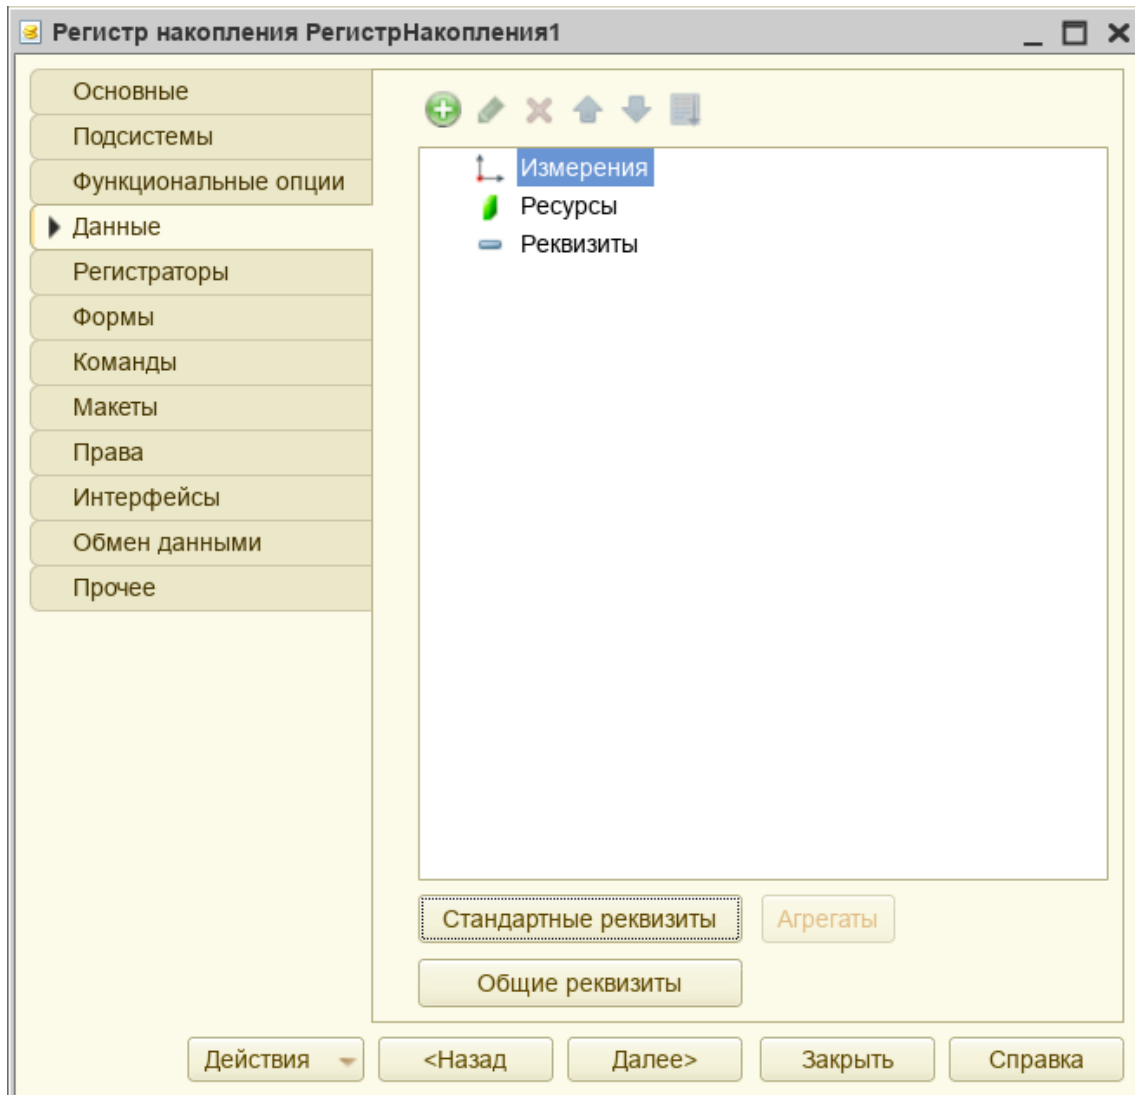 Регистр накопления РегистрНакопления1
Основные
Подсистемы
Функциональные опции
Данные
Регистраторы
Формы
Команды
Макеты
Права
Интерфейсы
Обмен данными
Прочее
Измерения
Ресурсы
Реквизиты
Стандартные реквизиты
Агрегаты
Общие реквизиты
Действия
<Назад
Далее>
Закрыть
Справка